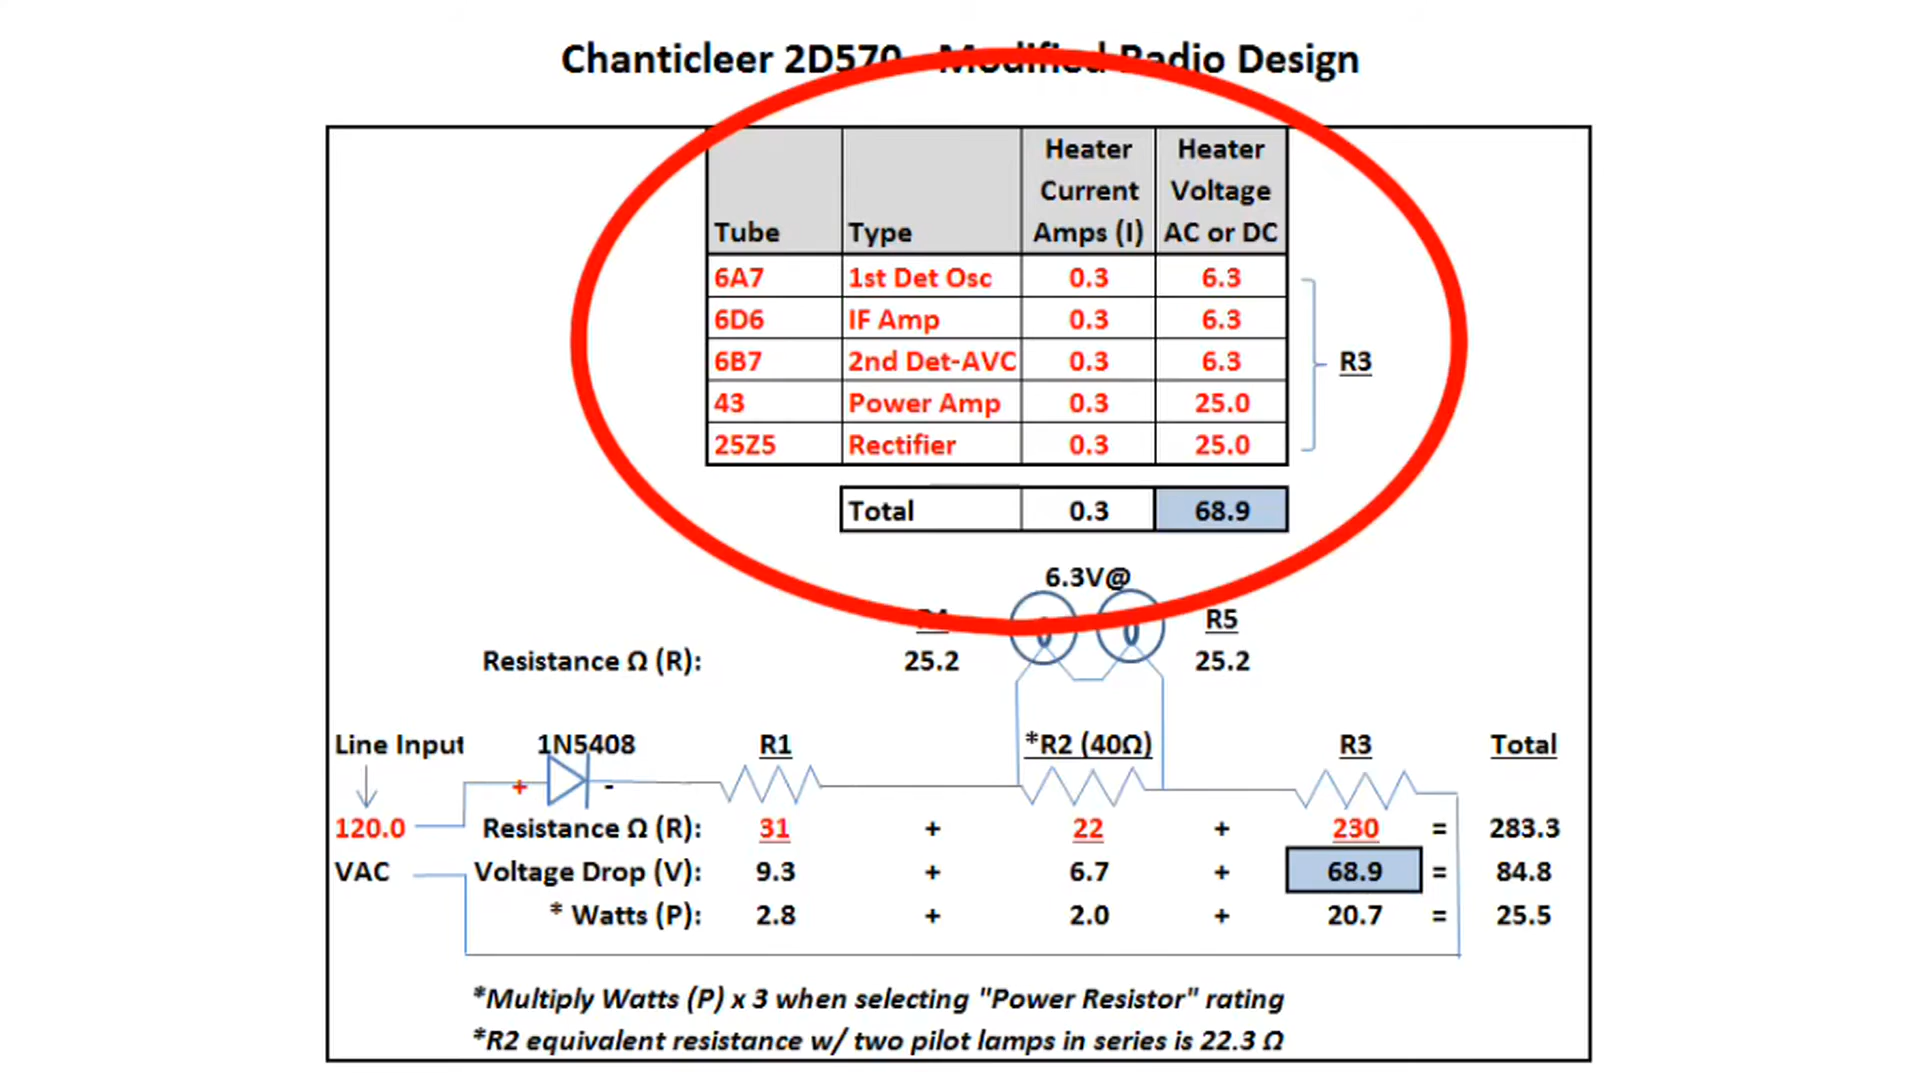 Chanticleer 2D570 - Modified Radio Design
Heater Heater
Current Voltage
Tube Type Amps (I) AC or DC
6A7 1st Det Osc 0.3 6.3
6D6 IF Amp 0.3 6.3
6B7 2nd Det-AVC 0.3 6.3 R3
43 Power Amp 0.3 25.0
25Z5 Rectifier 0.3 25.0
Total 0.3 68.9
6.3V@
R4 R5
Resistance Ω (R): 25.2 25.2
Line Input 1N5408 R1 *R2 (40Ω) R3 Total
+ -
120.0 Resistance Ω (R): 31 + 22 + 230 = 283.3
VAC Voltage Drop (V): 9.3 + 6.7 + 68.9 = 84.8
* Watts (P): 2.8 + 2.0 + 20.7 = 25.5
*Multiply Watts (P) x 3 when selecting "Power Resistor" rating
*R2 equivalent resistance w/ two pilot lamps in series is 22.3 Ω